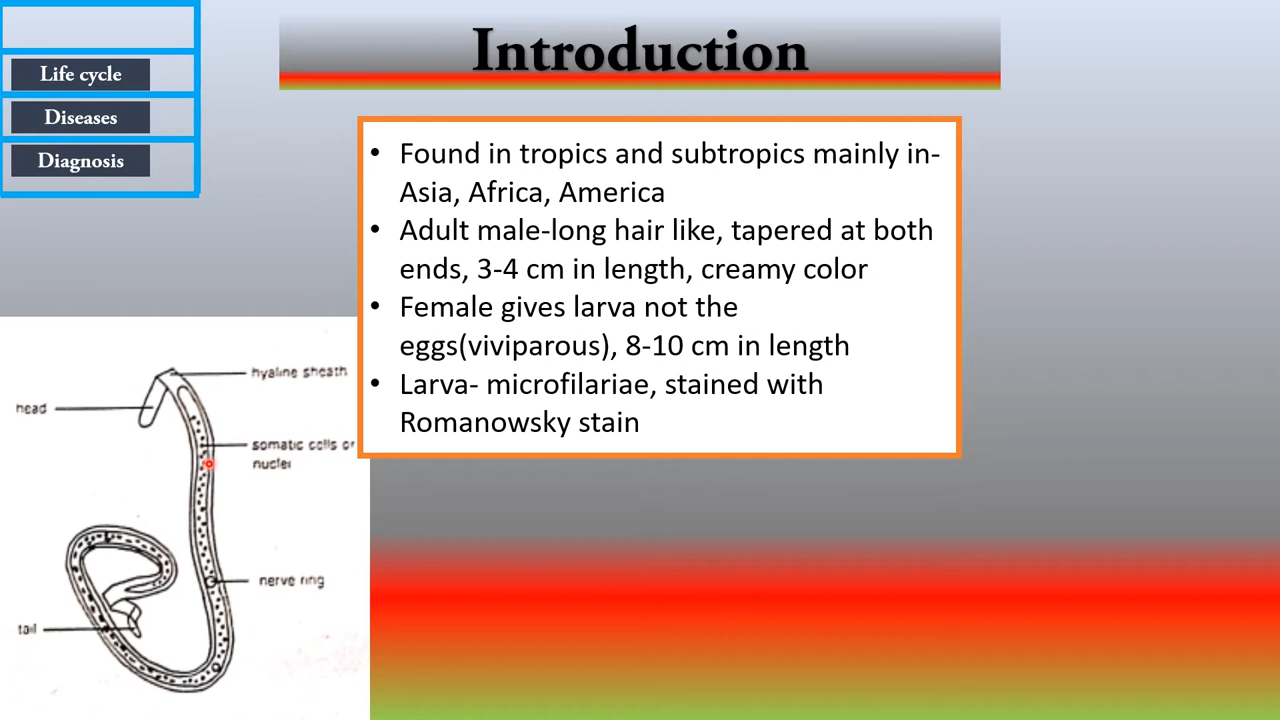 Introduction
Life cycle
Diseases
Diagnosis
• Found in tropics and subtropics mainly in-
Asia, Africa, America
• Adult male-long hair like, tapered at both
ends, 3-4 cm in length, creamy color
• Female gives larva not the
eggs(viviparous), 8-10 cm in length
• Larva- microfilariae, stained with
Romanowsky stain
hyaline sheath
head
somatic cells or
nuclei
nerve ring
tail